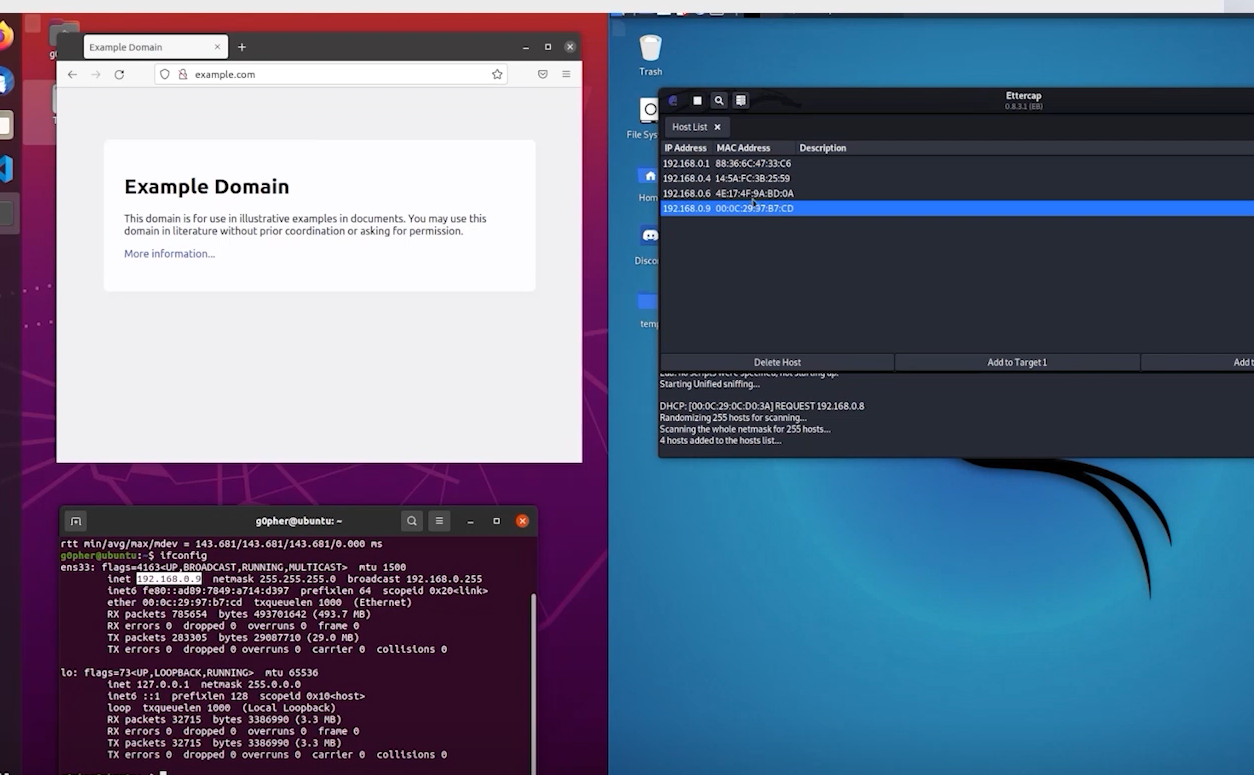 Example Domain
example.com
Example Domain
This domain is for use in illustrative examples in documents. You may use this
domain in literature without prior coordination or asking for permission.
More information...
g0pher@ubuntu: ~
rtt min/avg/max/mdev = 143.681/143.681/143.681/0.000 ms
g0pher@ubuntu:~$ ifconfig
ens33: flags=4163<UP,BROADCAST,RUNNING,MULTICAST> mtu 1500
inet 192.168.0.9 netmask 255.255.255.0 broadcast 192.168.0.255
inet6 fe80::ad89:7849:a714:d397 prefixlen 64 scopeid 0x20<link>
ether 00:0c:29:97:b7:cd txqueuelen 1000 (Ethernet)
RX packets 785654 bytes 493701642 (493.7 MB)
RX errors 0 dropped 0 overruns 0 frame 0
TX packets 283305 bytes 29087710 (29.0 MB)
TX errors 0 dropped 0 overruns 0 carrier 0 collisions 0
lo: flags=73<UP,LOOPBACK,RUNNING> mtu 65536
inet 127.0.0.1 netmask 255.0.0.0
inet6 ::1 prefixlen 128 scopeid 0x10<host>
loop txqueuelen 1000 (Local Loopback)
RX packets 32715 bytes 3386990 (3.3 MB)
RX errors 0 dropped 0 overruns 0 frame 0
TX packets 32715 bytes 3386990 (3.3 MB)
TX errors 0 dropped 0 overruns 0 carrier 0 collisions 0
Trash
File Sys
Home
Disco
temp
Ettercap
0.8.3.1 (EB)
Host List
IP Address MAC Address Description
192.168.0.1 88:36:6C:47:33:C6
192.168.0.4 14:5A:FC:3B:25:59
192.168.0.6 4E:17:4F:9A:BD:0A
192.168.0.9 00:0C:29:97:B7:CD
Delete Host Add to Target 1 Add t
Lua: no scripts were specified, not starting up!
Starting Unified sniffing...
DHCP: [00:0C:29:0C:D0:3A] REQUEST 192.168.0.8
Randomizing 255 hosts for scanning...
Scanning the whole netmask for 255 hosts...
4 hosts added to the hosts list...